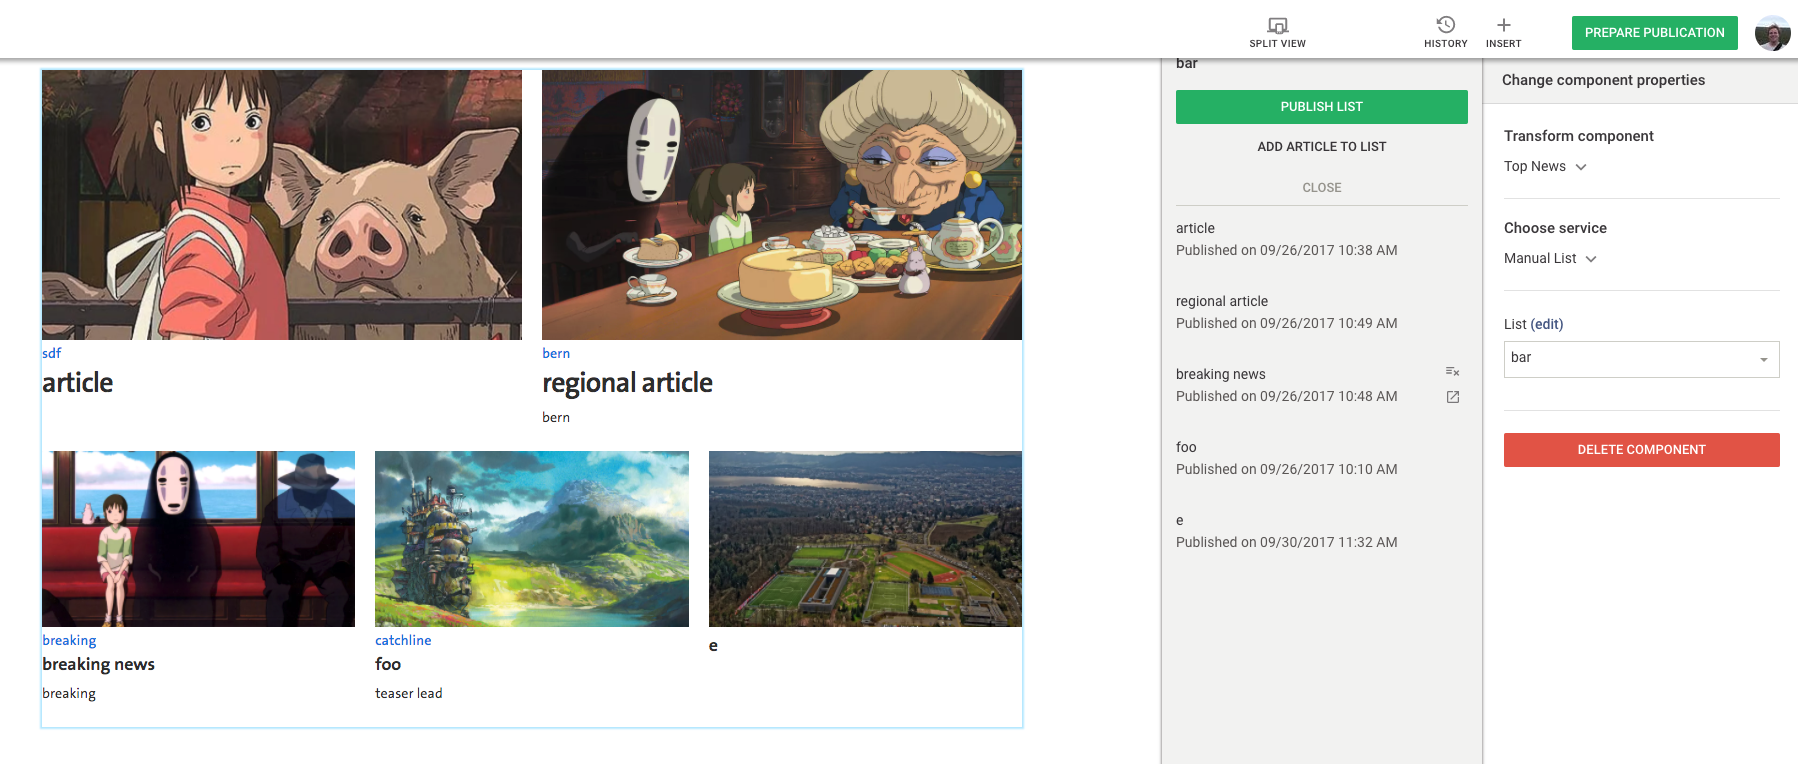 SPLIT VIEW
HISTORY
INSERT
PREPARE PUBLICATION
sdf
article
bern
regional article
bern
breaking
breaking news
breaking
catchline
foo
teaser lead
e
bar
PUBLISH LIST
ADD ARTICLE TO LIST
CLOSE
article
Published on 09/26/2017 10:38 AM
regional article
Published on 09/26/2017 10:49 AM
breaking news
Published on 09/26/2017 10:48 AM
foo
Published on 09/26/2017 10:10 AM
e
Published on 09/30/2017 11:32 AM
Change component properties
Transform component
Top News
Choose service
Manual List
List (edit)
bar
DELETE COMPONENT